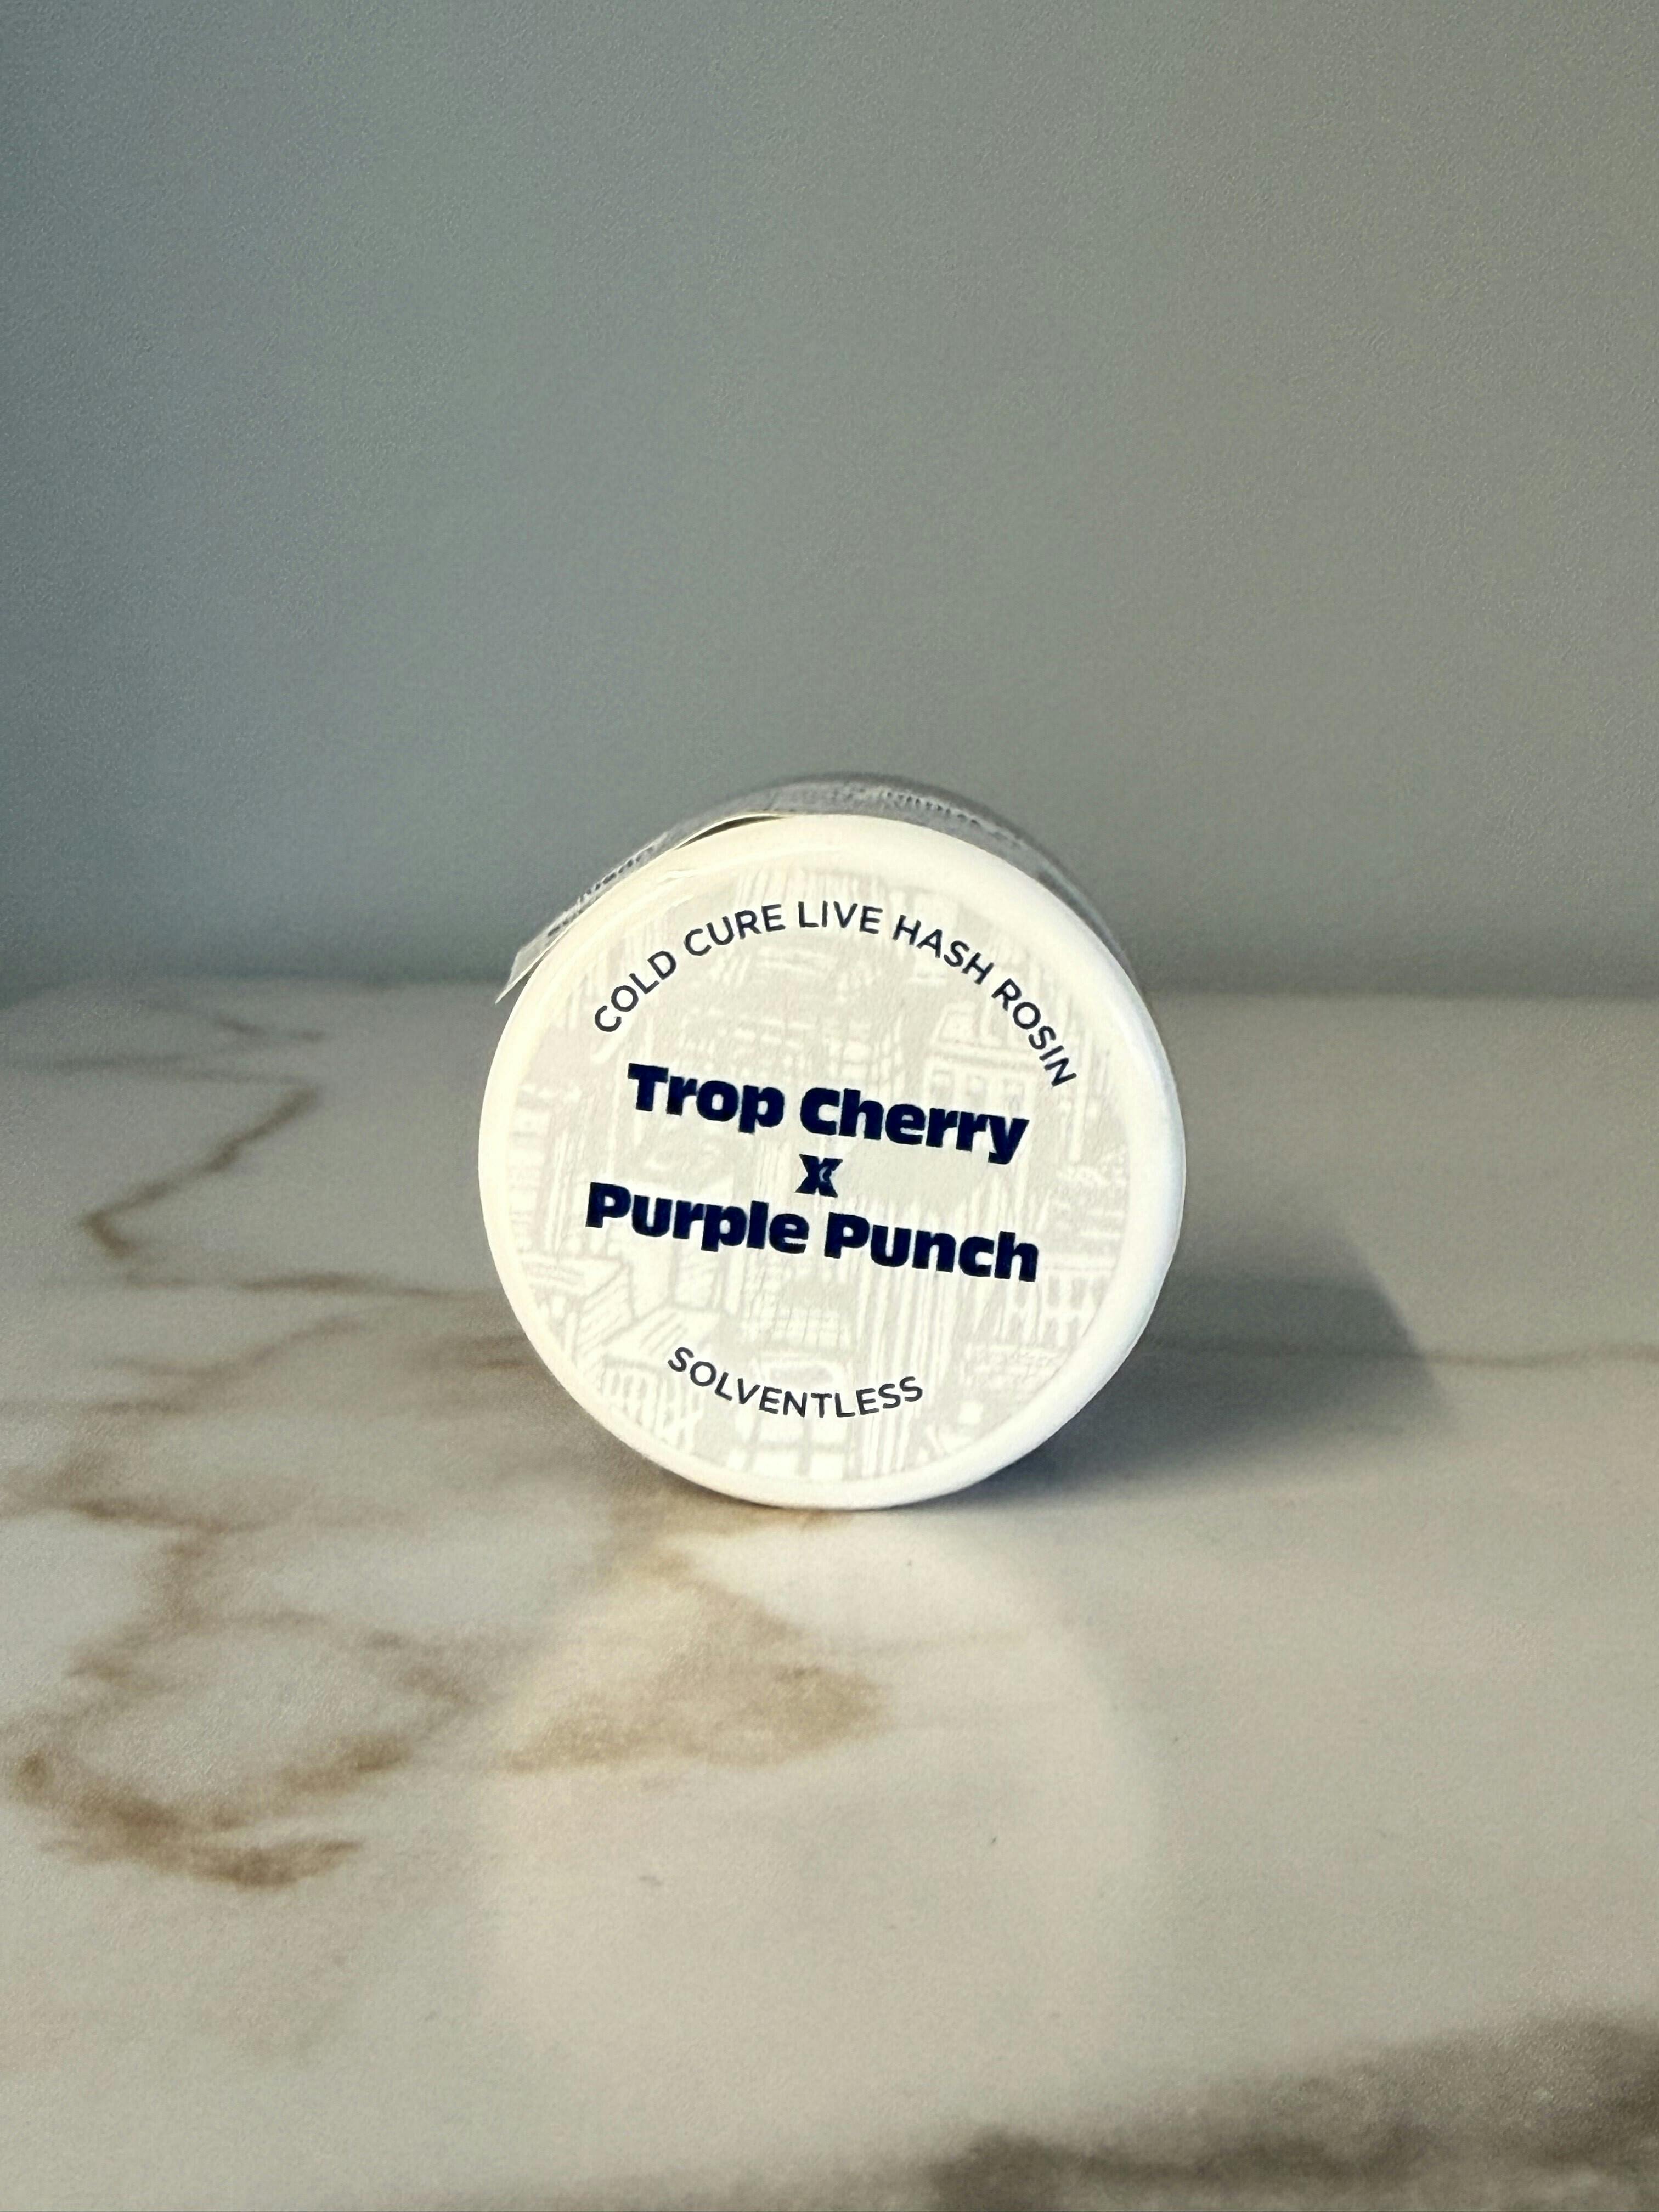 COLD CURE LIVE HASH ROSIN
Trop Cherry
X
Purple Punch
SOLVENTLESS